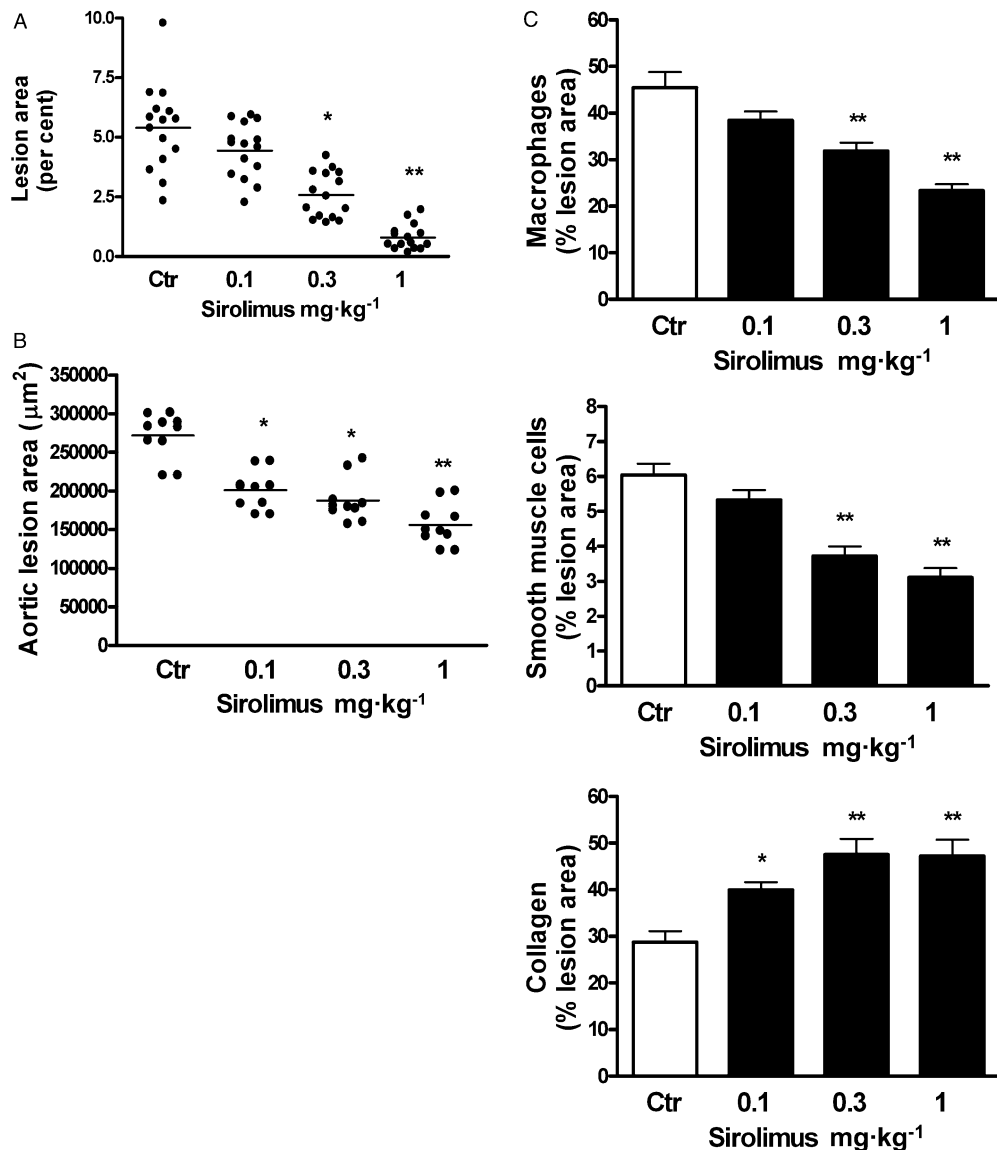 A
Lesion area
(per cent)
10.0
7.5
5.0
2.5
0.0
*
**
Ctr 0.1 0.3 1
Sirolimus mg·kg⁻¹
B
Aortic lesion area (μm²)
350000
300000
250000
200000
150000
100000
50000
0
* * **
Ctr 0.1 0.3 1
Sirolimus mg·kg⁻¹
C
Macrophages
(% lesion area)
60
50
40
30
20
10
0
** **
Ctr 0.1 0.3 1
Sirolimus mg·kg⁻¹
Smooth muscle cells
(% lesion area)
8
7
6
5
4
3
2
1
0
** **
Ctr 0.1 0.3 1
Sirolimus mg·kg⁻¹
Collagen
(% lesion area)
60
50
40
30
20
10
0
* ** **
Ctr 0.1 0.3 1
Sirolimus mg·kg⁻¹